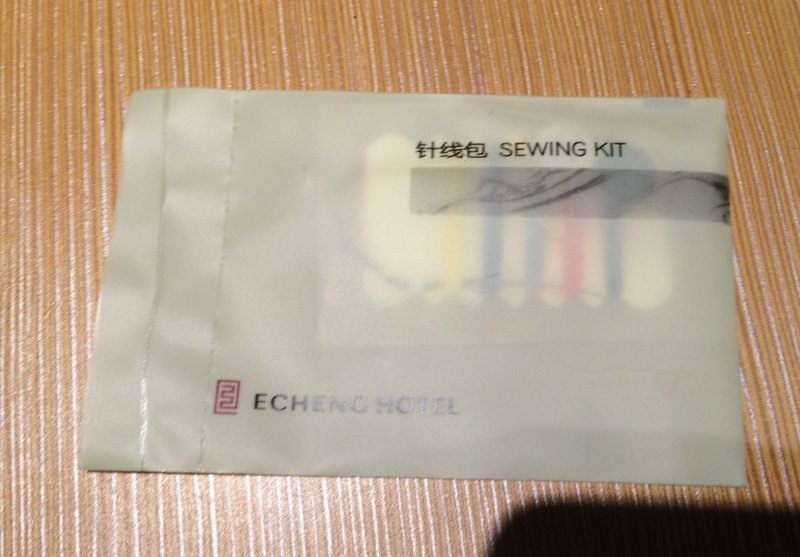 针线包 SEWING KIT
ECHENG HOTEL